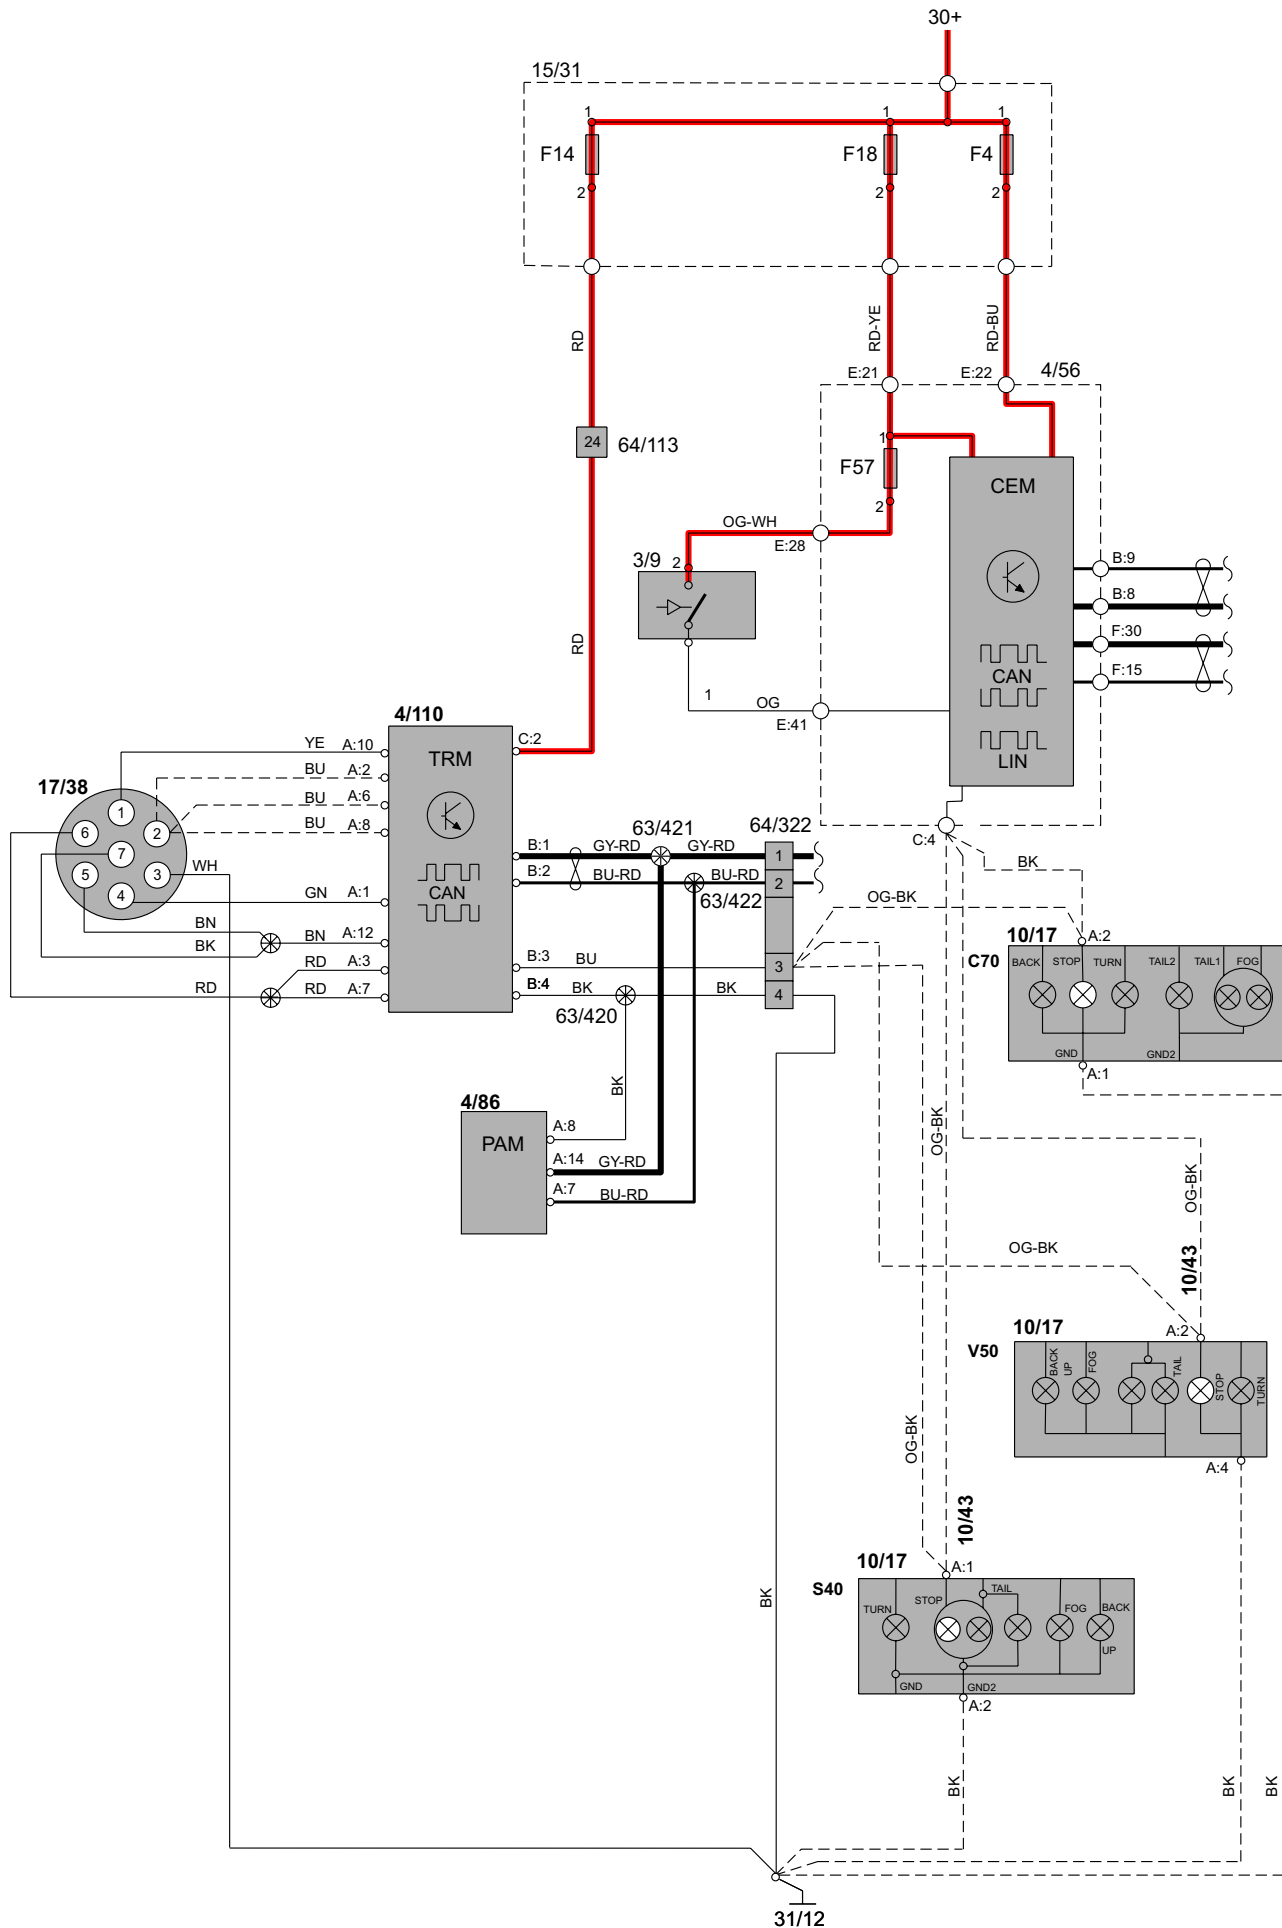 30+
15/31
1
1
1
F14
F18
F4
2
2
2
RD
RD-YE
RD-BU
E:21
E:22
4/56
24
64/113
1
F57
2
CEM
OG-WH
E:28
3/9
2
B:9
B:8
F:30
F:15
CAN
LIN
RD
1
OG
E:41
4/110
TRM
C:2
YE
A:10
BU
A:2
BU
A:6
BU
A:8
17/38
1
6
2
7
5
3
4
WH
GN
A:1
BN
BN
A:12
BK
RD
A:3
RD
RD
A:7
CAN
B:1
GY-RD
63/421
GY-RD
64/322
1
B:2
BU-RD
BU-RD
2
63/422
C:4
BK
OG-BK
B:3
BU
3
B:4
BK
BK
4
63/420
10/17
A:2
C70
BACK
STOP
TURN
TAIL2
TAIL1
FOG
GND
GND2
A:1
4/86
PAM
BK
A:8
A:14
GY-RD
A:7
BU-RD
OG-BK
OG-BK
OG-BK
10/43
10/17
A:2
V50
BACK
UP
FOG
TAIL
STOP
TURN
A:4
OG-BK
10/43
10/17
A:1
S40
TURN
STOP
TAIL
FOG
BACK
UP
GND
GND2
A:2
BK
BK
BK
BK
31/12